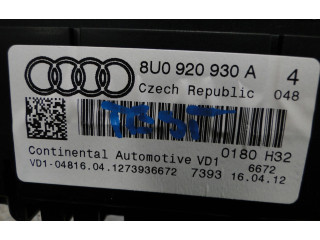 8U0 920 930 A 4
Czech Republic 048
TEST
Continental Automotive VD1 0180 H32
6672
VD1-04816.04.1273936672 7393 16.04.12